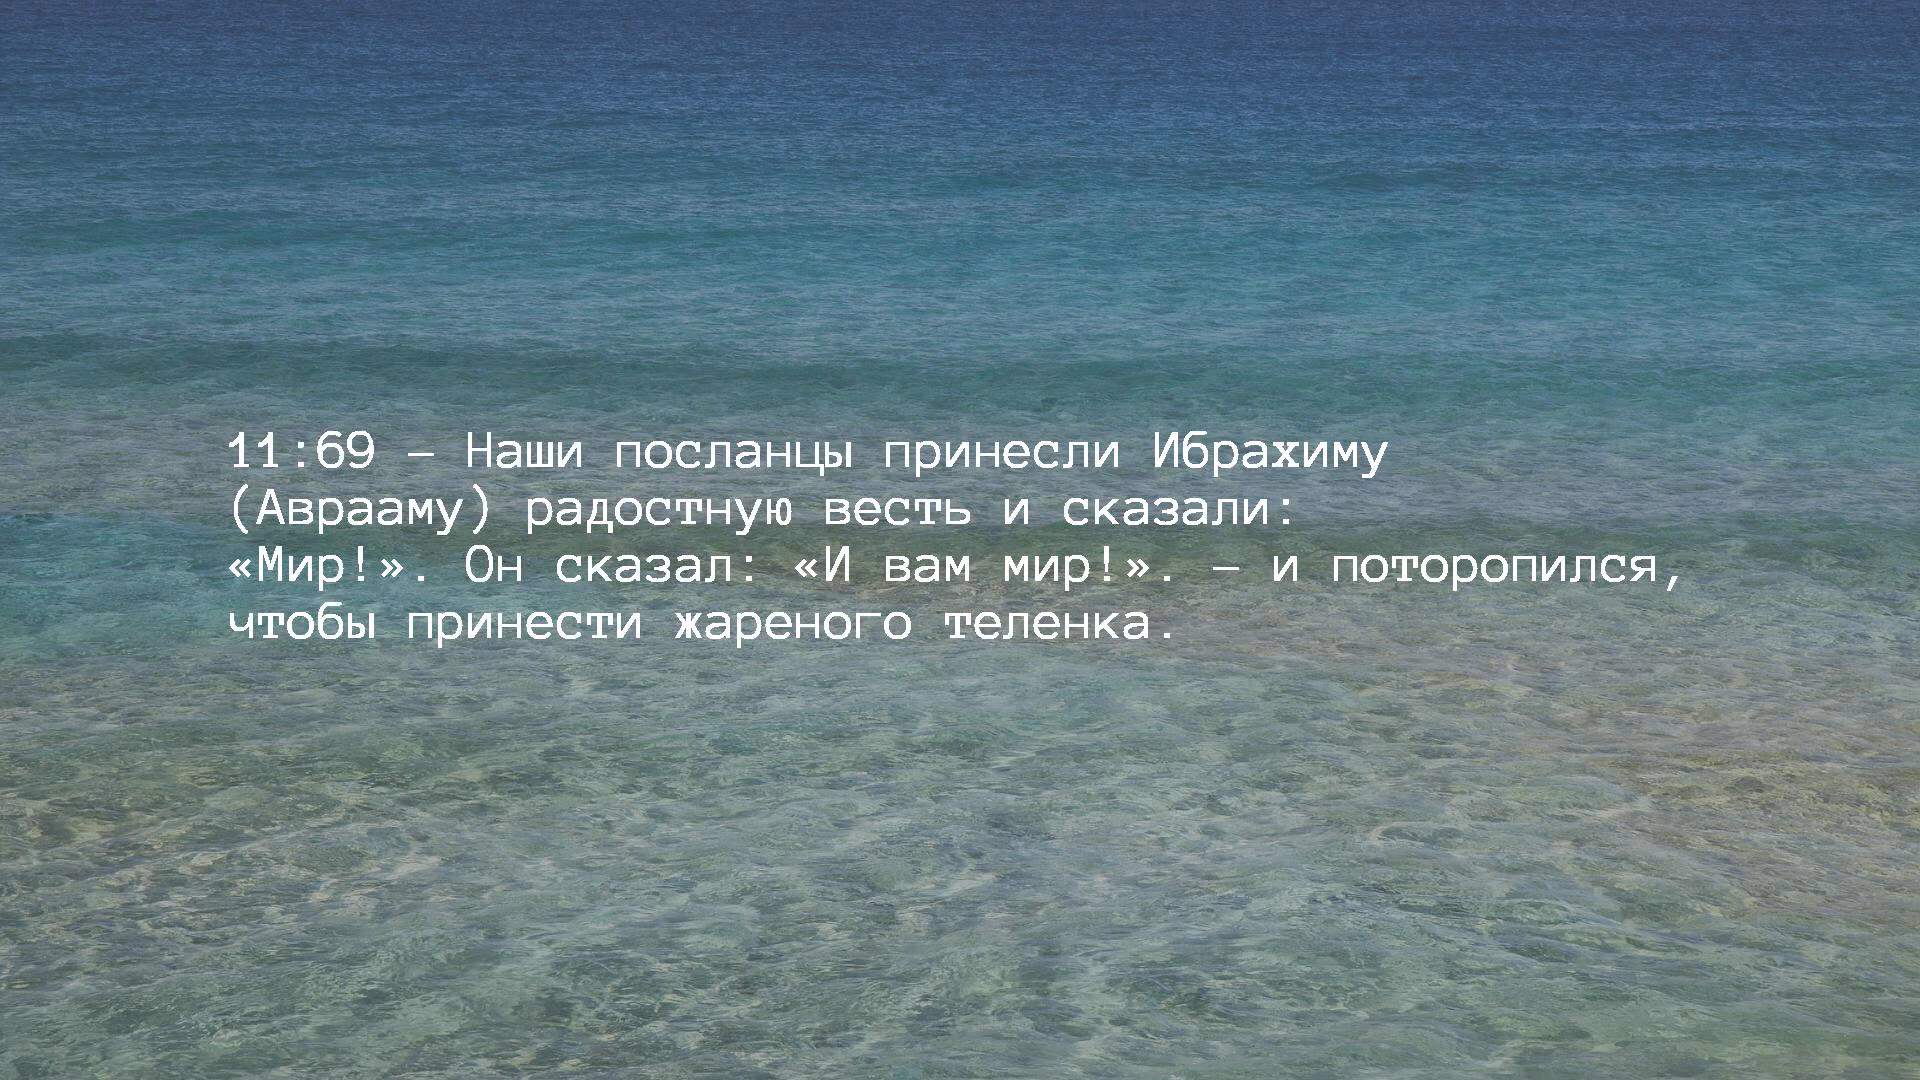 11:69 — Наши посланцы принесли Ибрахиму
(Аврааму) радостную весть и сказали:
«Мир!». Он сказал: «И вам мир!». — и поторопился,
чтобы принести жареного теленка.